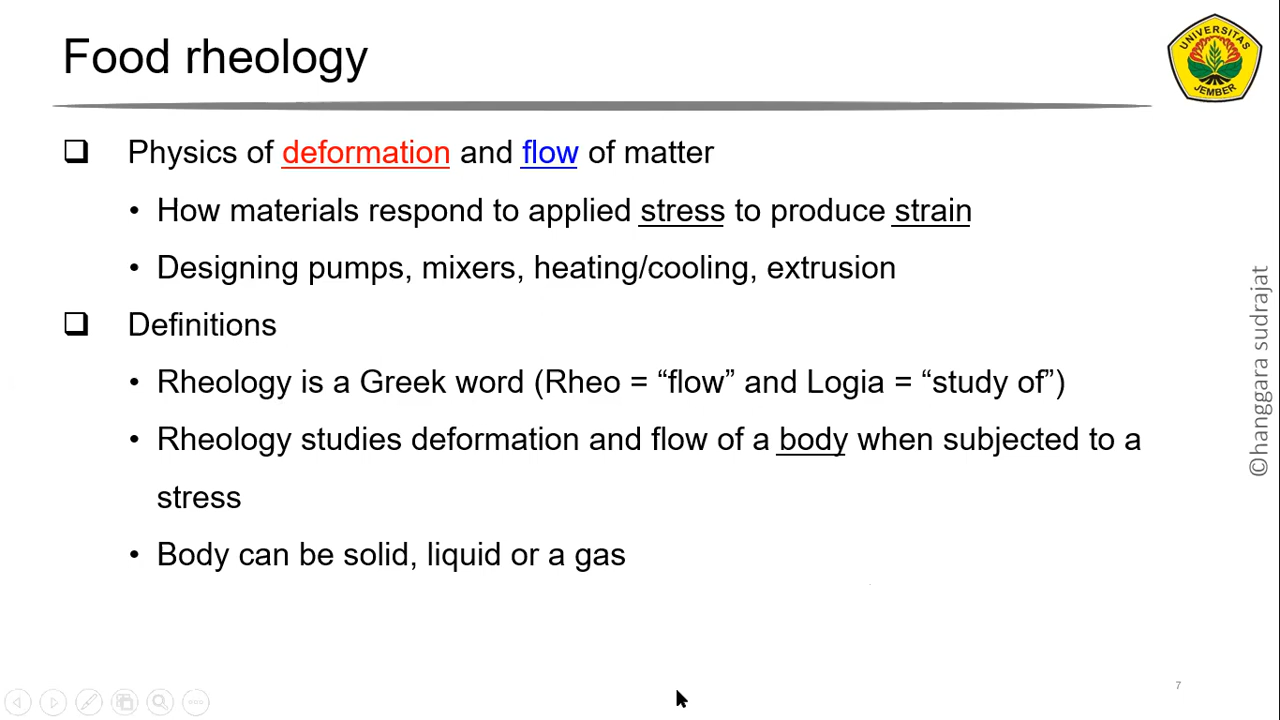 Food rheology
UNIVERSITAS
JEMBER
Physics of deformation and flow of matter
• How materials respond to applied stress to produce strain
• Designing pumps, mixers, heating/cooling, extrusion
Definitions
• Rheology is a Greek word (Rheo = “flow” and Logia = “study of”)
• Rheology studies deformation and flow of a body when subjected to a
stress
• Body can be solid, liquid or a gas
©hanggara sudrajat
7